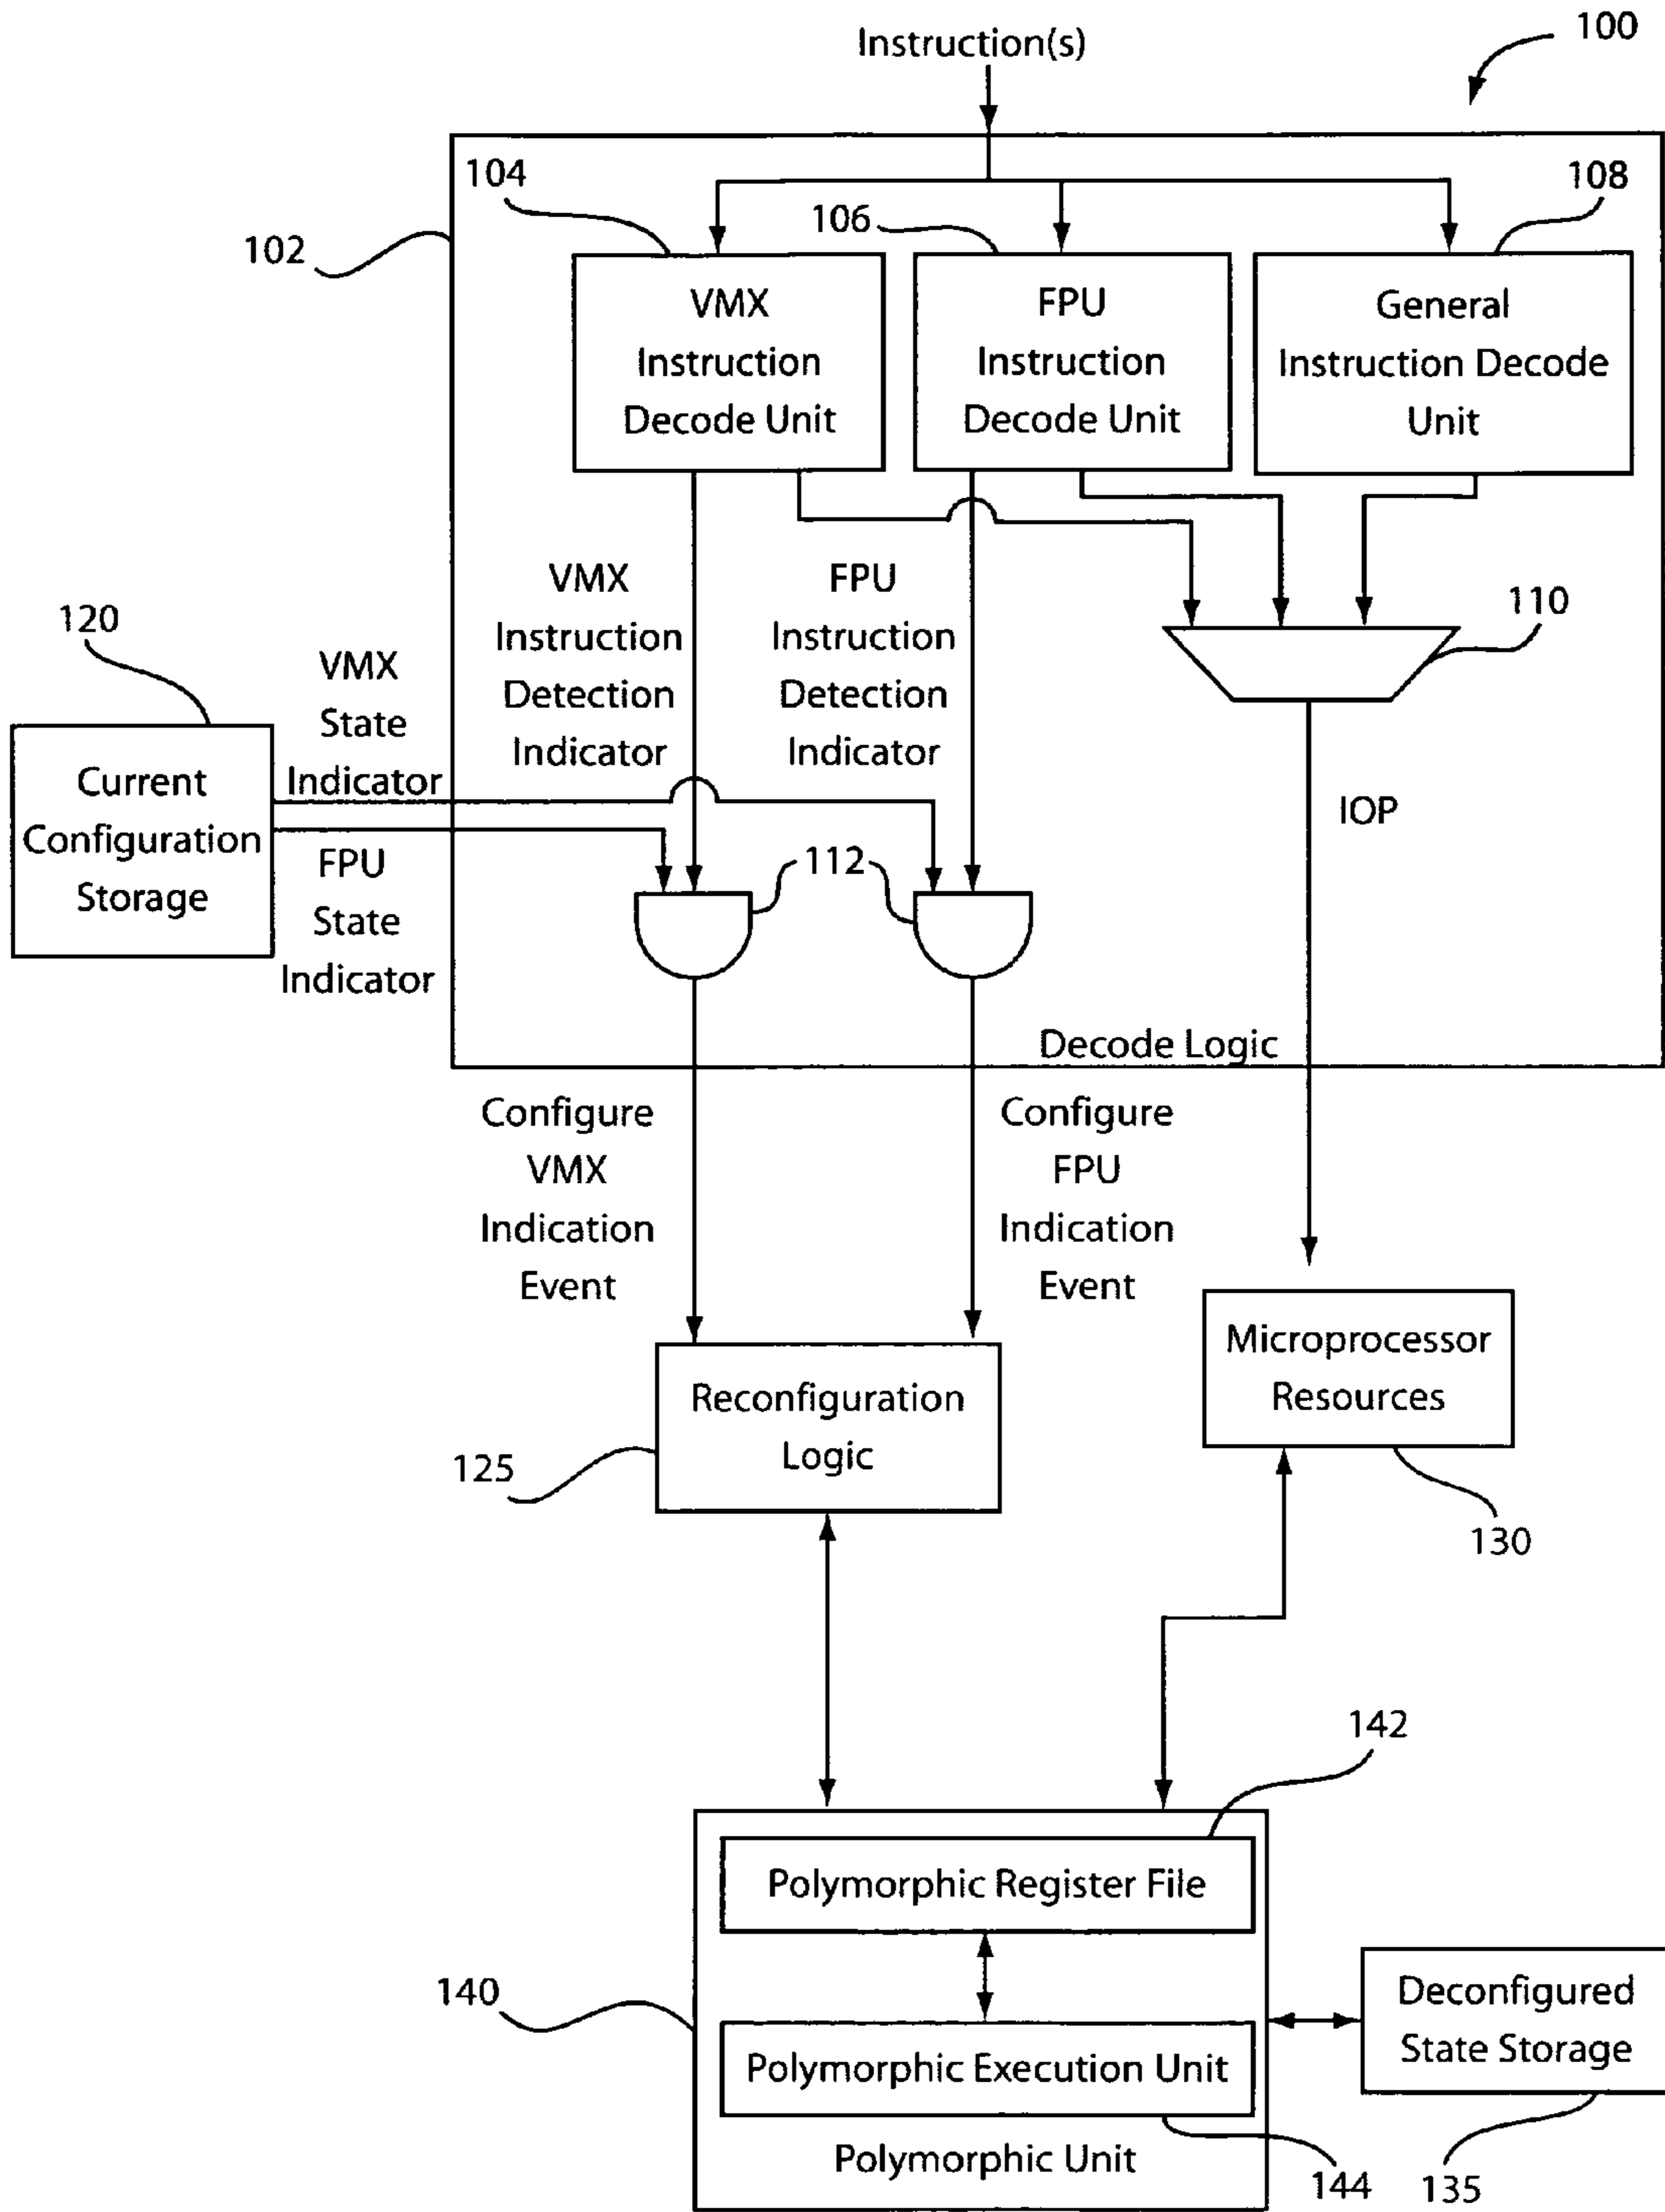 Instruction(s)
100
104
108
106
102
VMX
Instruction
Decode Unit
FPU
Instruction
Decode Unit
General
Instruction Decode
Unit
VMX
Instruction
Detection
Indicator
FPU
Instruction
Detection
Indicator
110
120
VMX
State
Indicator
Current
Configuration
Storage
FPU
State
Indicator
112
IOP
Decode Logic
Configure
VMX
Indication
Event
Configure
FPU
Indication
Event
Microprocessor
Resources
Reconfiguration
Logic
125
130
142
Polymorphic Register File
140
Polymorphic Execution Unit
Deconfigured
State Storage
Polymorphic Unit
144
135